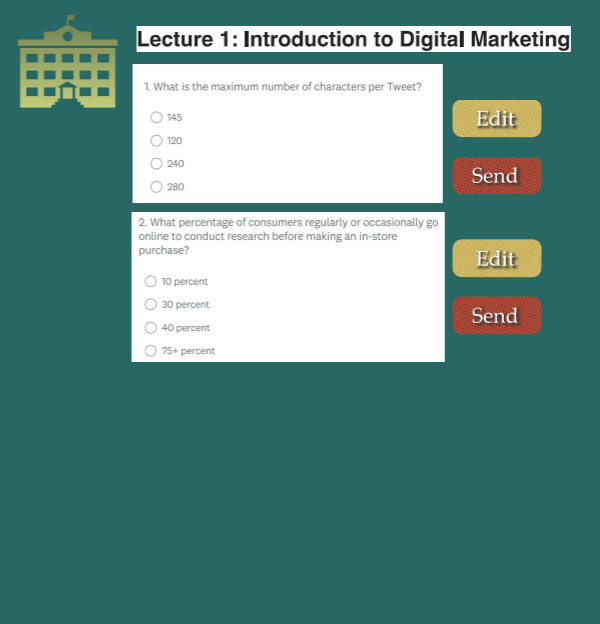 Lecture 1: Introduction to Digital Marketing
1. What is the maximum number of characters per Tweet?
145
120
240
280
Edit
Send
2. What percentage of consumers regularly or occasionally go
online to conduct research before making an in-store
purchase?
10 percent
30 percent
40 percent
75+ percent
Edit
Send